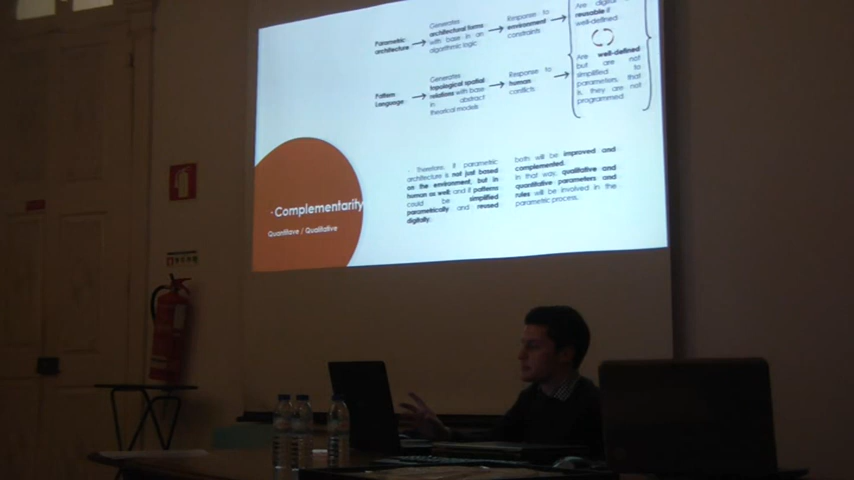 Parametric
architecture
Generates
architectural forms
with base in an
algorithmic logic
Response to
environment
constraints
Are digital
reusable if
well-defined
Pattern
Language
Generates
topological spatial
relations with base
in abstract
theorical models
Response to
human
conflicts
Are well-defined
but are not
simplified to
parameters, that
is, they are not
programmed
· Complementarity
Quantitave / Qualitative
· Therefore, if parametric
architecture is not just based
on the environment, but in
human as well; and if patterns
could be simplified
parametrically and reused
digitally,
both will be improved and
complemented.
In that way, qualitative and
quantitative parameters and
rules will be involved in the
parametric process.